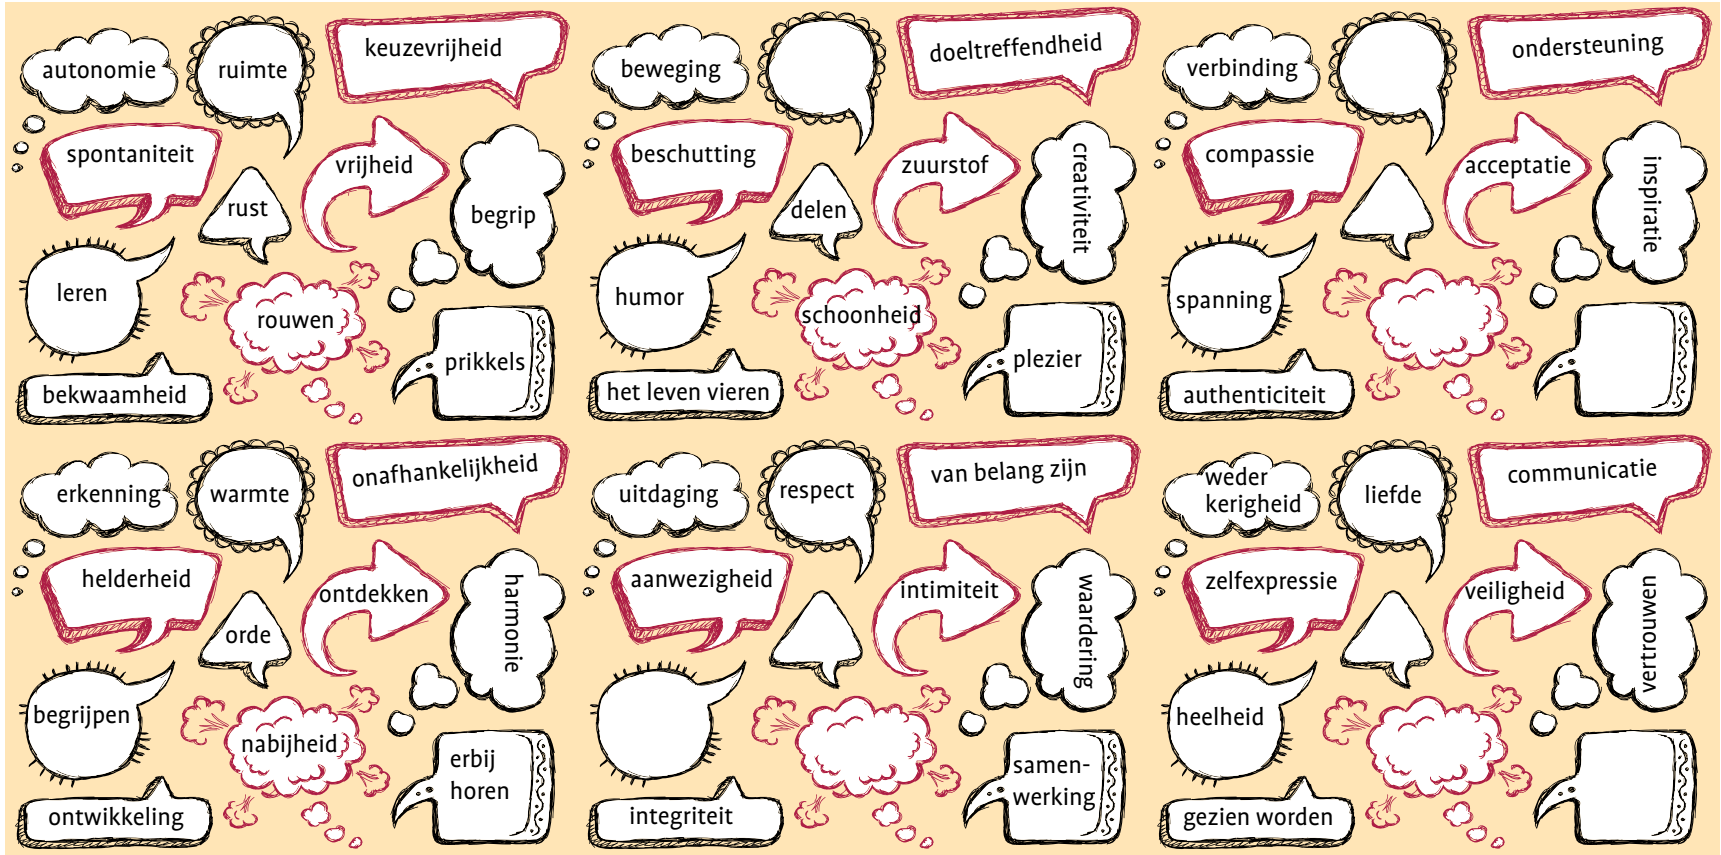 autonomie
ruimte
keuzevrijheid
spontaniteit
vrijheid
rust
begrip
leren
rouwen
prikkels
bekwaamheid
beweging
doeltreffendheid
beschutting
zuurstof
creativiteit
delen
humor
schoonheid
plezier
het leven vieren
verbinding
ondersteuning
compassie
acceptatie
inspiratie
spanning
authenticiteit
erkenning
warmte
onafhankelijkheid
helderheid
ontdekken
harmonie
orde
begrijpen
nabijheid
erbij
horen
ontwikkeling
uitdaging
respect
van belang zijn
aanwezigheid
intimiteit
waardering
samen-
werking
integriteit
weder
kerigheid
liefde
communicatie
zelfexpressie
veiligheid
vertrouwen
heelheid
gezien worden